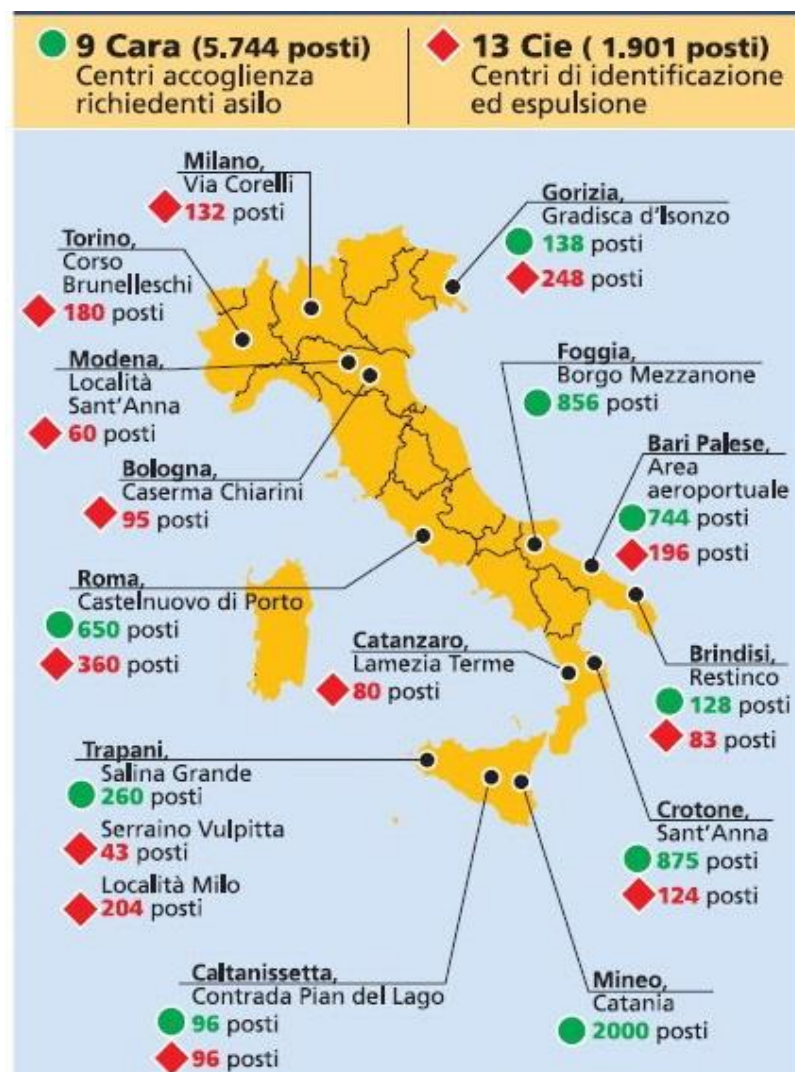 9 Cara (5.744 posti)
Centri accoglienza
richiedenti asilo
13 Cie ( 1.901 posti)
Centri di identificazione
ed espulsione
Milano,
Via Corelli
132 posti
Gorizia,
Gradisca d'Isonzo
138 posti
248 posti
Torino,
Corso
Brunelleschi
180 posti
Modena,
Località
Sant'Anna
60 posti
Foggia,
Borgo Mezzanone
856 posti
Bologna,
Caserma Chiarini
95 posti
Bari Palese,
Area
aeroportuale
744 posti
196 posti
Roma,
Castelnuovo di Porto
650 posti
360 posti
Catanzaro,
Lamezia Terme
80 posti
Brindisi,
Restinco
128 posti
83 posti
Trapani,
Salina Grande
260 posti
Serraino Vulpitta
43 posti
Località Milo
204 posti
Crotone,
Sant'Anna
875 posti
124 posti
Caltanissetta,
Contrada Pian del Lago
96 posti
96 posti
Mineo,
Catania
2000 posti